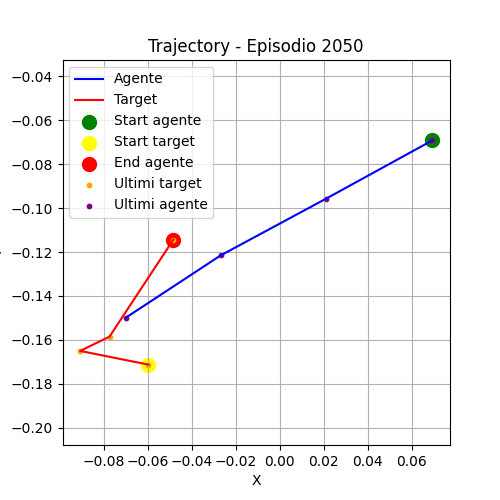 Trajectory - Episodio 2050
Agente
Target
Start agente
Start target
End agente
Ultimi target
Ultimi agente
−0.04
−0.06
−0.08
−0.10
−0.12
−0.14
−0.16
−0.18
−0.20
−0.08 −0.06 −0.04 −0.02 0.00 0.02 0.04 0.06
X